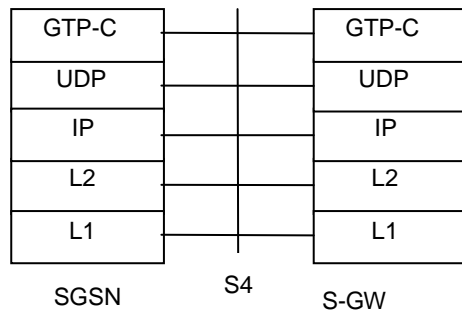 GTP-C GTP-C
UDP UDP
IP IP
L2 L2
L1 L1
SGSN S4 S-GW